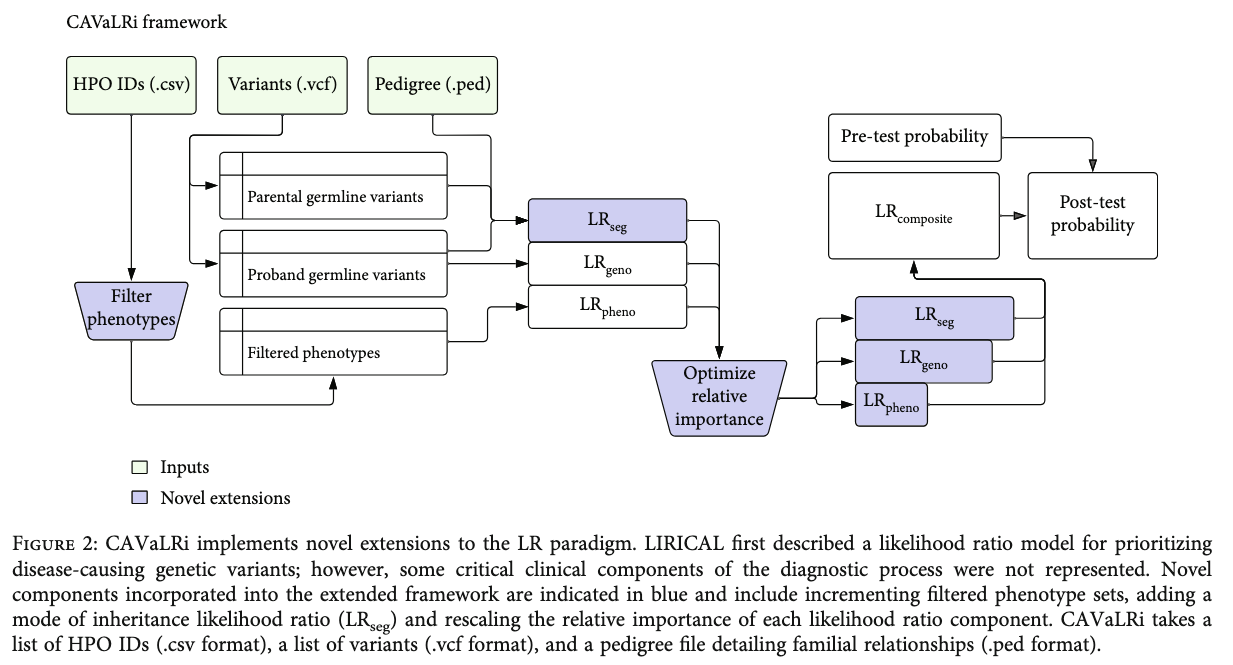 CAVaLRi framework
HPO IDs (.csv)
Variants (.vcf)
Pedigree (.ped)
Parental germline variants
Proband germline variants
Filtered phenotypes
Filter
phenotypes
LRseg
LRgeno
LRpheno
Optimize
relative
importance
Pre-test probability
LRcomposite
Post-test
probability
LRseg
LRgeno
LRpheno
Inputs
Novel extensions
Figure 2: CAVaLRi implements novel extensions to the LR paradigm. LIRICAL first described a likelihood ratio model for prioritizing
disease-causing genetic variants; however, some critical clinical components of the diagnostic process were not represented. Novel
components incorporated into the extended framework are indicated in blue and include incrementing filtered phenotype sets, adding a
mode of inheritance likelihood ratio (LRseg) and rescaling the relative importance of each likelihood ratio component. CAVaLRi takes a
list of HPO IDs (.csv format), a list of variants (.vcf format), and a pedigree file detailing familial relationships (.ped format).